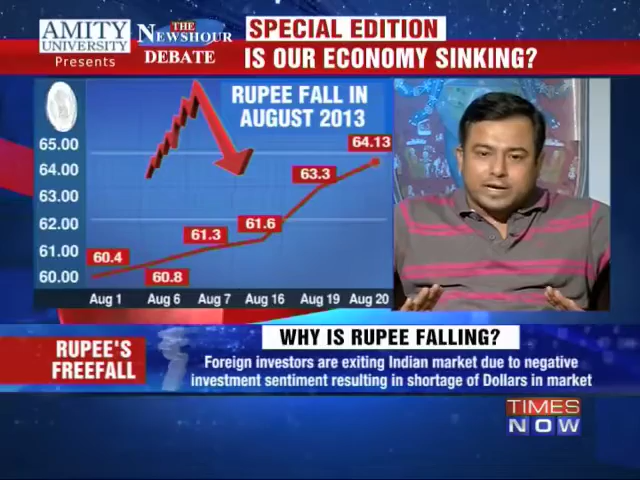 AMITY
UNIVERSITY
Presents
THE
NEWSHOUR
DEBATE
SPECIAL EDITION
IS OUR ECONOMY SINKING?
RUPEE FALL IN
AUGUST 2013
65.00
64.00
63.00
62.00
61.00
60.00
60.4
60.8
61.3
61.6
63.3
64.13
Aug 1 Aug 6 Aug 7 Aug 16 Aug 19 Aug 20
RUPEE'S
FREEFALL
WHY IS RUPEE FALLING?
Foreign investors are exiting Indian market due to negative
investment sentiment resulting in shortage of Dollars in market
TIMES
NOW